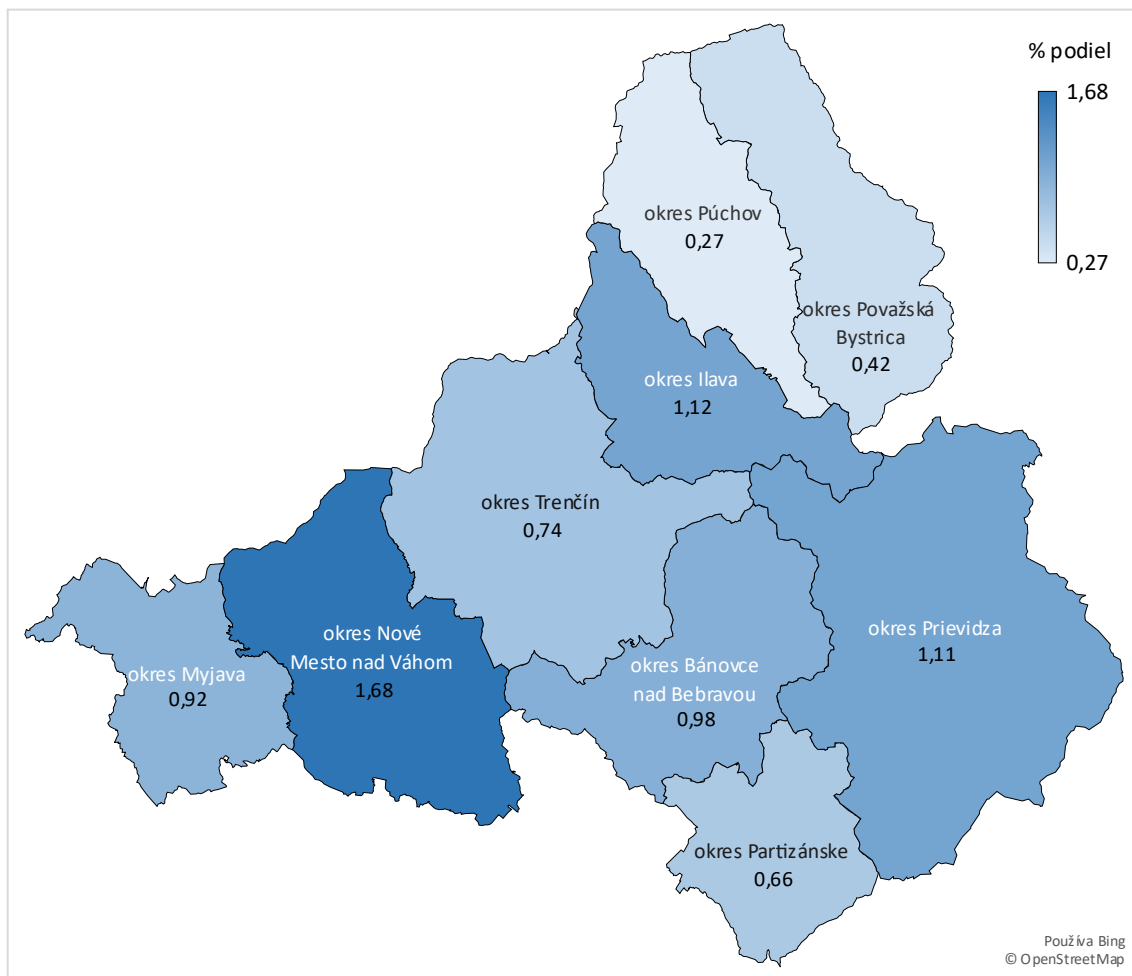 % podiel
1,68
0,27
okres Púchov
0,27
okres Považská
Bystrica
0,42
okres Ilava
1,12
okres Trenčín
0,74
okres Prievidza
1,11
okres Nové
Mesto nad Váhom
1,68
okres Myjava
0,92
okres Bánovce
nad Bebravou
0,98
okres Partizánske
0,66
Používa Bing
© OpenStreetMap